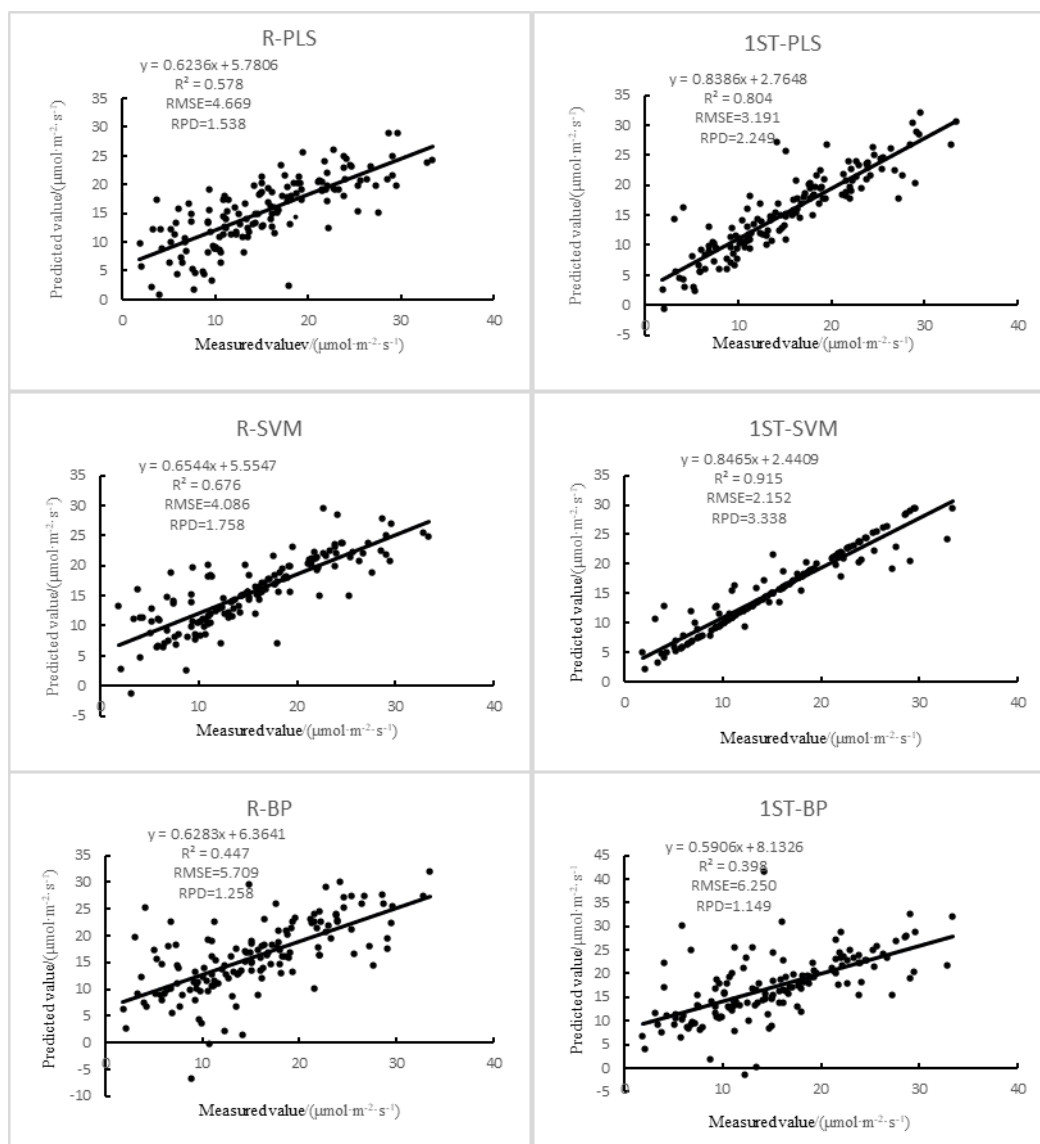 R-PLS
y = 0.6236x + 5.7806
R² = 0.578
RMSE=4.669
RPD=1.538
Predicted value/(μmol·m⁻²·s⁻¹)
35
30
25
20
15
10
5
0
0 10 20 30 40
Measured valuev/(μmol·m⁻²·s⁻¹)
1ST-PLS
y = 0.8386x + 2.7648
R² = 0.804
RMSE=3.191
RPD=2.249
Predicted value/(μmol·m⁻²·s⁻¹)
35
30
25
20
15
10
5
0
-5
0 10 20 30 40
Measured value/(μmol·m⁻²·s⁻¹)
R-SVM
y = 0.6544x + 5.5547
R² = 0.676
RMSE=4.086
RPD=1.758
Predicted value/(μmol·m⁻²·s⁻¹)
35
30
25
20
15
10
5
0
-5
0 10 20 30 40
Measured value/(μmol·m⁻²·s⁻¹)
1ST-SVM
y = 0.8465x + 2.4409
R² = 0.915
RMSE=2.152
RPD=3.338
Predicted value/(μmol·m⁻²·s⁻¹)
35
30
25
20
15
10
5
0
0 10 20 30 40
Measured value/(μmol·m⁻²·s⁻¹)
R-BP
y = 0.6283x + 6.3641
R² = 0.447
RMSE=5.709
RPD=1.258
Predicted value/(μmol·m⁻²·s⁻¹)
35
30
25
20
15
10
5
0
-5
-10
0 10 20 30 40
Measured value/(μmol·m⁻²·s⁻¹)
1ST-BP
y = 0.5906x + 8.1326
R² = 0.398
RMSE=6.250
RPD=1.149
Predicted value/μmol·m⁻²·s⁻¹
45
40
35
30
25
20
15
10
5
0
-5
0 10 20 30 40
Measured value/(μmol·m⁻²·s⁻¹)